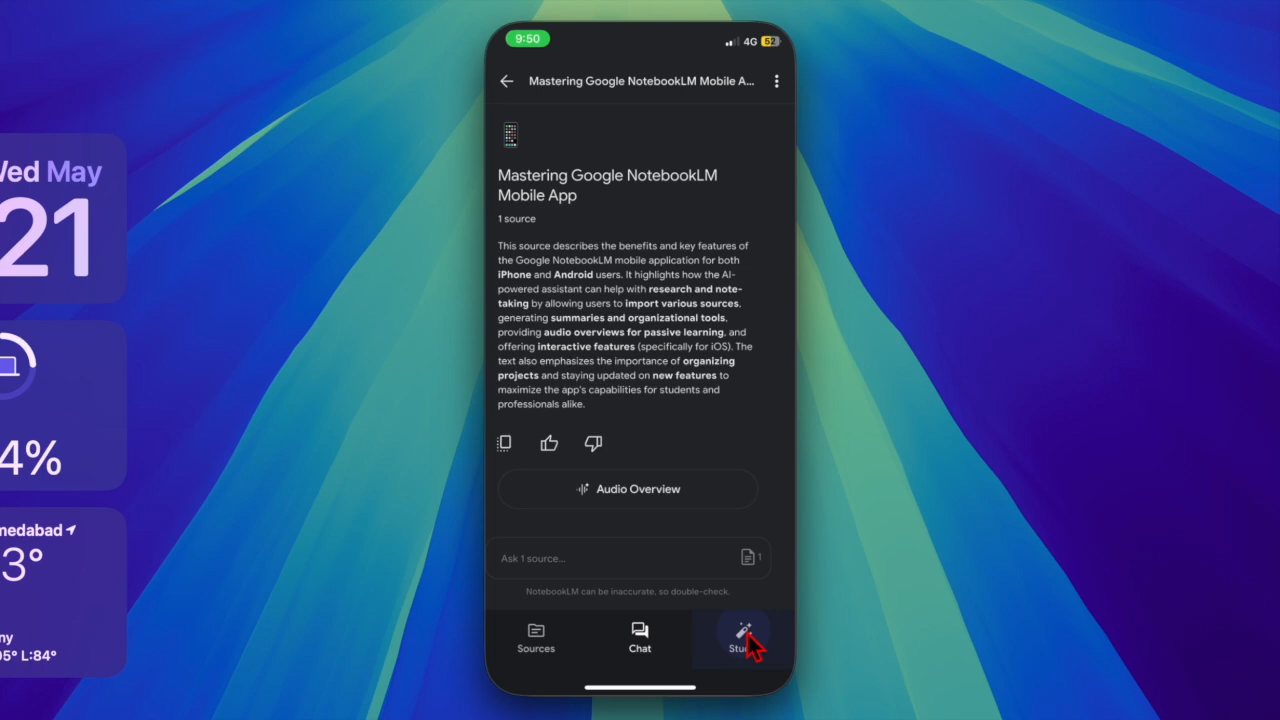 Wed May
21
4%
medabad
3°
ny
05° L:84°
9:50
4G 52
Mastering Google NotebookLM Mobile A...
Mastering Google NotebookLM
Mobile App
1 source
This source describes the benefits and key features of
the Google NotebookLM mobile application for both
iPhone and Android users. It highlights how the AI-
powered assistant can help with research and note-
taking by allowing users to import various sources,
generating summaries and organizational tools,
providing audio overviews for passive learning, and
offering interactive features (specifically for iOS). The
text also emphasizes the importance of organizing
projects and staying updated on new features to
maximize the app's capabilities for students and
professionals alike.
Audio Overview
Ask 1 source...
1
NotebookLM can be inaccurate, so double-check.
Sources
Chat